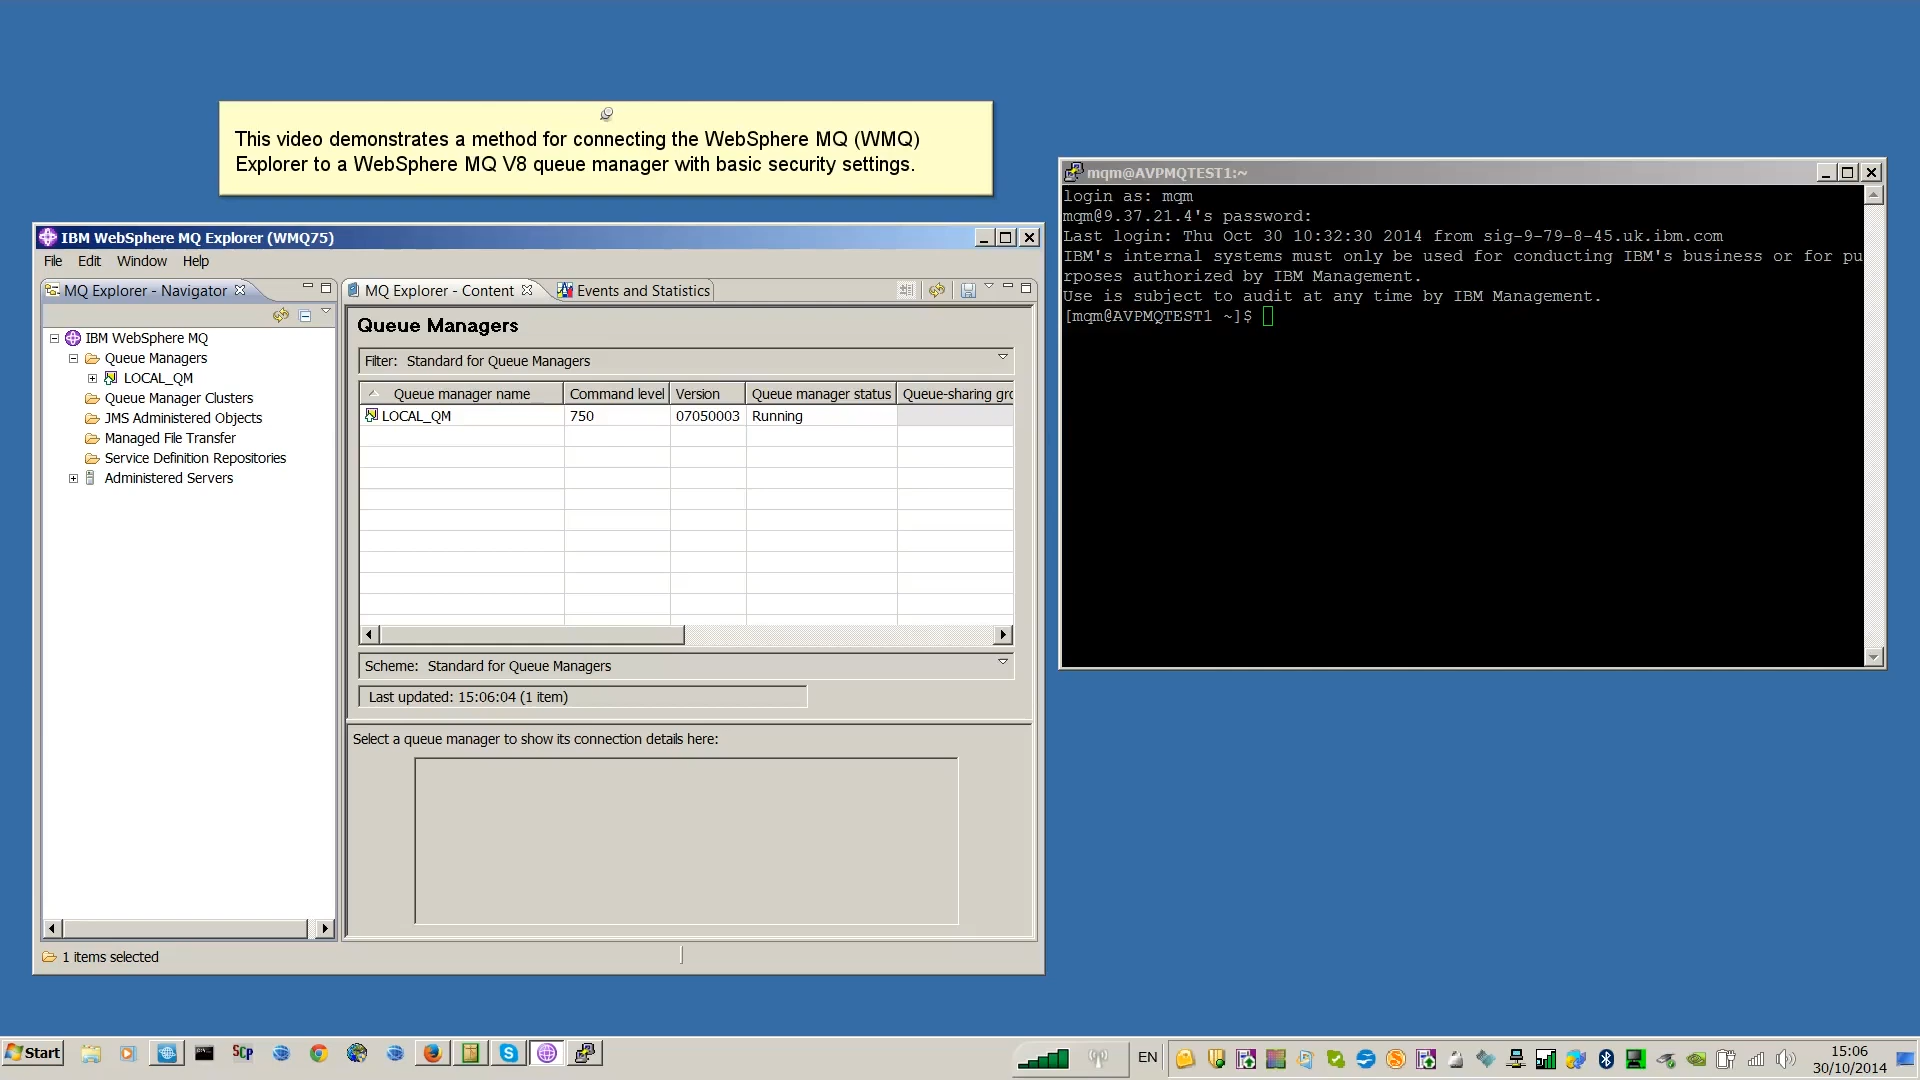 This video demonstrates a method for connecting the WebSphere MQ (WMQ)
Explorer to a WebSphere MQ V8 queue manager with basic security settings.
IBM WebSphere MQ Explorer (WMQ75)
File Edit Window Help
MQ Explorer - Navigator
IBM WebSphere MQ
Queue Managers
LOCAL_QM
Queue Manager Clusters
JMS Administered Objects
Managed File Transfer
Service Definition Repositories
Administered Servers
MQ Explorer - Content Events and Statistics
Queue Managers
Filter: Standard for Queue Managers
Queue manager name Command level Version Queue manager status Queue-sharing gro
LOCAL_QM 750 07050003 Running
Scheme: Standard for Queue Managers
Last updated: 15:06:04 (1 item)
Select a queue manager to show its connection details here:
1 items selected
mqm@AVPMQTEST1:~
login as: mqm
mqm@9.37.21.4's password:
Last login: Thu Oct 30 10:32:30 2014 from sig-9-79-8-45.uk.ibm.com
IBM's internal systems must only be used for conducting IBM's business or for pu
rposes authorized by IBM Management.
Use is subject to audit at any time by IBM Management.
[mqm@AVPMQTEST1 ~]$
Start
SCP
EN
15:06
30/10/2014